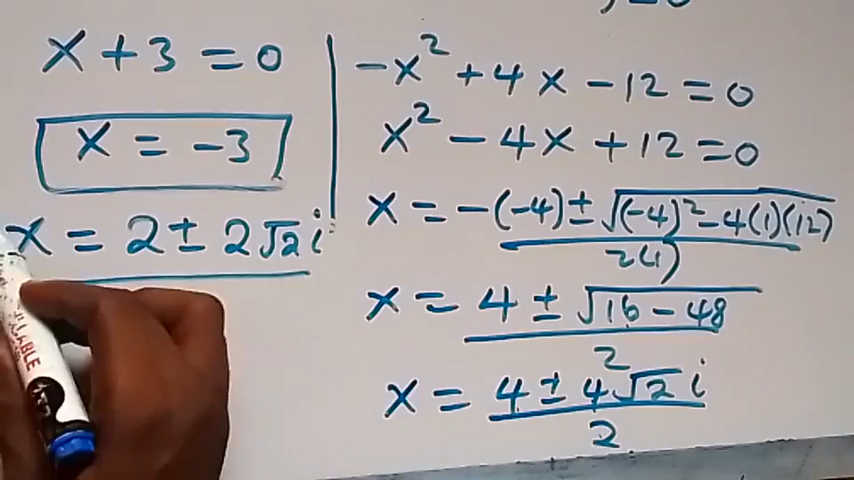 x + 3 = 0
x = -3
x = 2 ± 2√2 i
-x² + 4x - 12 = 0
x² - 4x + 12 = 0
x = -(-4) ± √(-4)² - 4(1)(12)
2(1)
x = 4 ± √16 - 48
2
x = 4 ± 4√2 i
2